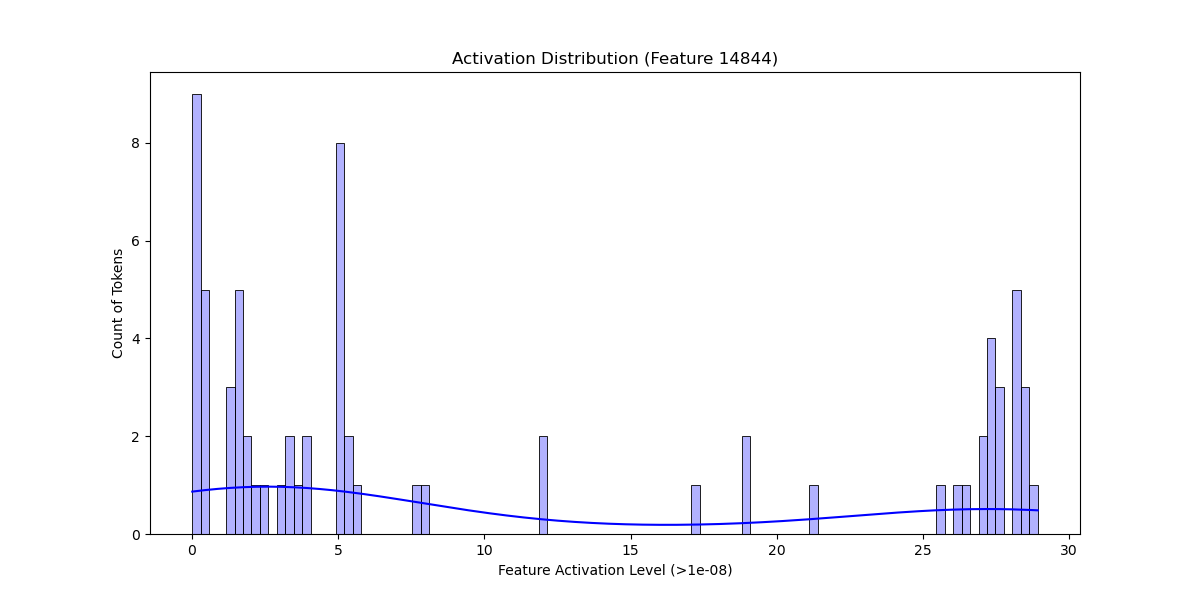 Activation Distribution (Feature 14844)
Count of Tokens
8
6
4
2
0
0 5 10 15 20 25 30
Feature Activation Level (>1e-08)